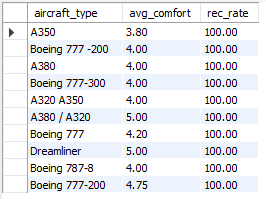 aircraft_type avg_comfort rec_rate
A350 3.80 100.00
Boeing 777 -200 4.00 100.00
A380 4.00 100.00
Boeing 777-300 4.00 100.00
A320 A350 4.00 100.00
A380 / A320 5.00 100.00
Boeing 777 4.20 100.00
Dreamliner 5.00 100.00
Boeing 787-8 4.00 100.00
Boeing 777-200 4.75 100.00